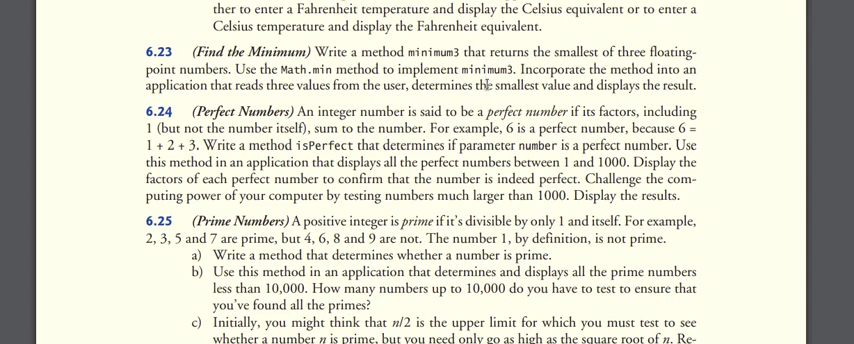 ther to enter a Fahrenheit temperature and display the Celsius equivalent or to enter a
Celsius temperature and display the Fahrenheit equivalent.
6.23 (Find the Minimum) Write a method minimum3 that returns the smallest of three floating-
point numbers. Use the Math.min method to implement minimum3. Incorporate the method into an
application that reads three values from the user, determines the smallest value and displays the result.
6.24 (Perfect Numbers) An integer number is said to be a perfect number if its factors, including
1 (but not the number itself), sum to the number. For example, 6 is a perfect number, because 6 =
1 + 2 + 3. Write a method isPerfect that determines if parameter number is a perfect number. Use
this method in an application that displays all the perfect numbers between 1 and 1000. Display the
factors of each perfect number to confirm that the number is indeed perfect. Challenge the com-
puting power of your computer by testing numbers much larger than 1000. Display the results.
6.25 (Prime Numbers) A positive integer is prime if it's divisible by only 1 and itself. For example,
2, 3, 5 and 7 are prime, but 4, 6, 8 and 9 are not. The number 1, by definition, is not prime.
a) Write a method that determines whether a number is prime.
b) Use this method in an application that determines and displays all the prime numbers
less than 10,000. How many numbers up to 10,000 do you have to test to ensure that
you've found all the primes?
c) Initially, you might think that n/2 is the upper limit for which you must test to see
whether a number n is prime, but you need only go as high as the square root of n. Re-